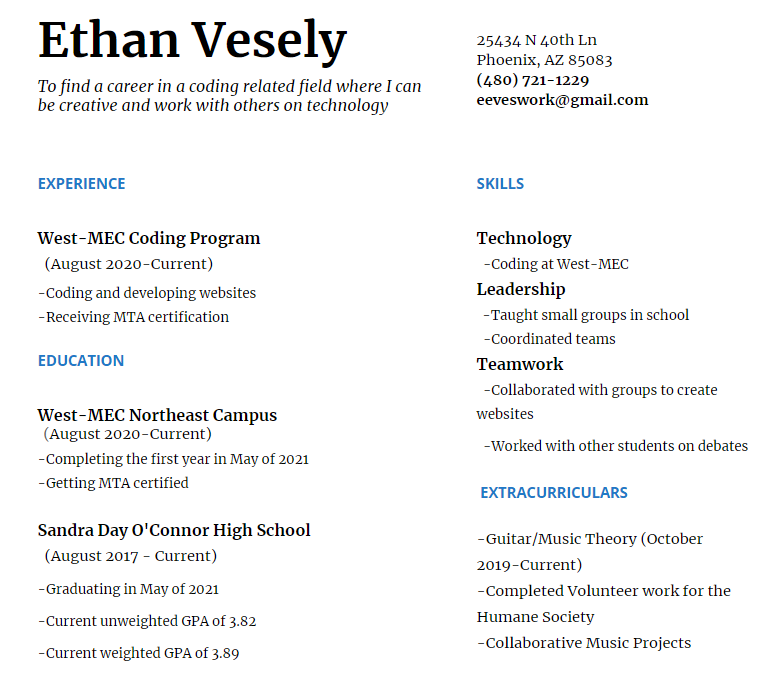 Ethan Vesely
To find a career in a coding related field where I can
be creative and work with others on technology
25434 N 40th Ln
Phoenix, AZ 85083
(480) 721-1229
eeveswork@gmail.com
EXPERIENCE
West-MEC Coding Program
(August 2020-Current)
-Coding and developing websites
-Receiving MTA certification
EDUCATION
West-MEC Northeast Campus
(August 2020-Current)
-Completing the first year in May of 2021
-Getting MTA certified
Sandra Day O'Connor High School
(August 2017 - Current)
-Graduating in May of 2021
-Current unweighted GPA of 3.82
-Current weighted GPA of 3.89
SKILLS
Technology
-Coding at West-MEC
Leadership
-Taught small groups in school
-Coordinated teams
Teamwork
-Collaborated with groups to create
websites
-Worked with other students on debates
EXTRACURRICULARS
-Guitar/Music Theory (October
2019-Current)
-Completed Volunteer work for the
Humane Society
-Collaborative Music Projects